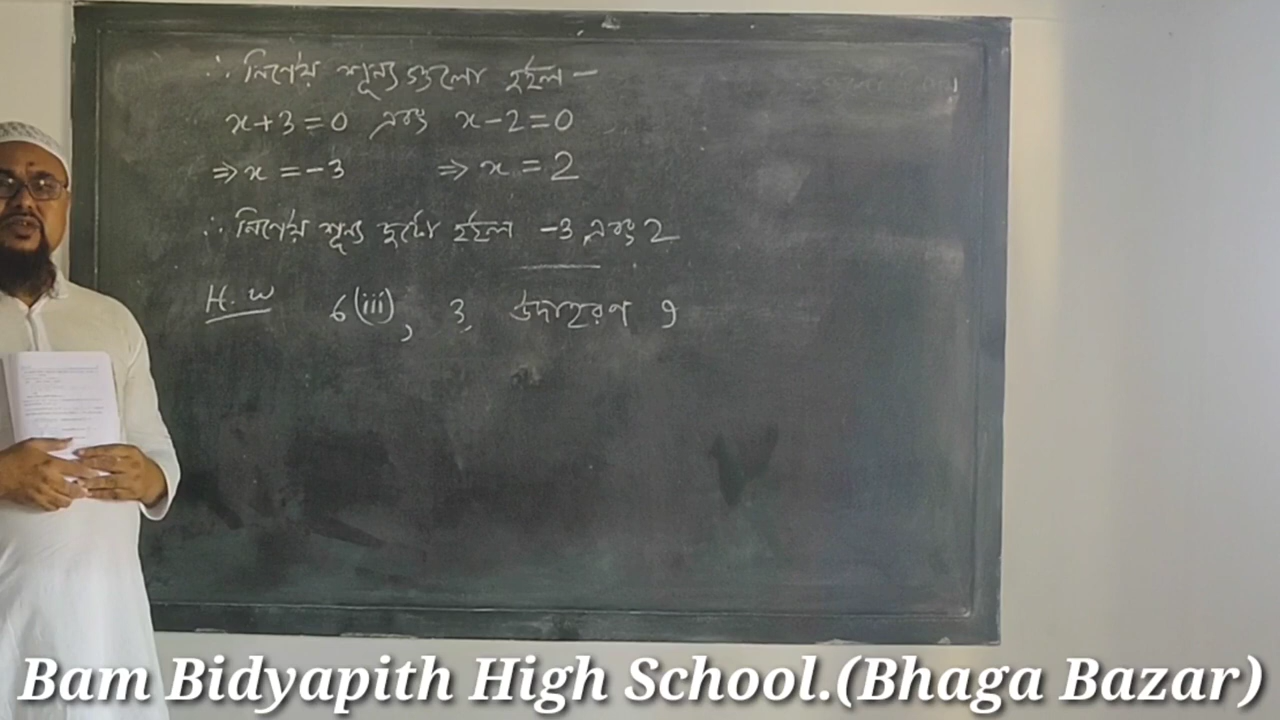 ∴ নির্ণেয় শূন্য গুলো হইল —
x+3=0 এবং x-2=0
⇒x = -3 ⇒ x = 2
∴ নির্ণেয় শূন্য দুটো হইল -3 এবং 2
H.W 6(iii), 3, উদাহরণ 9
Bam Bidyapith High School.(Bhaga Bazar)